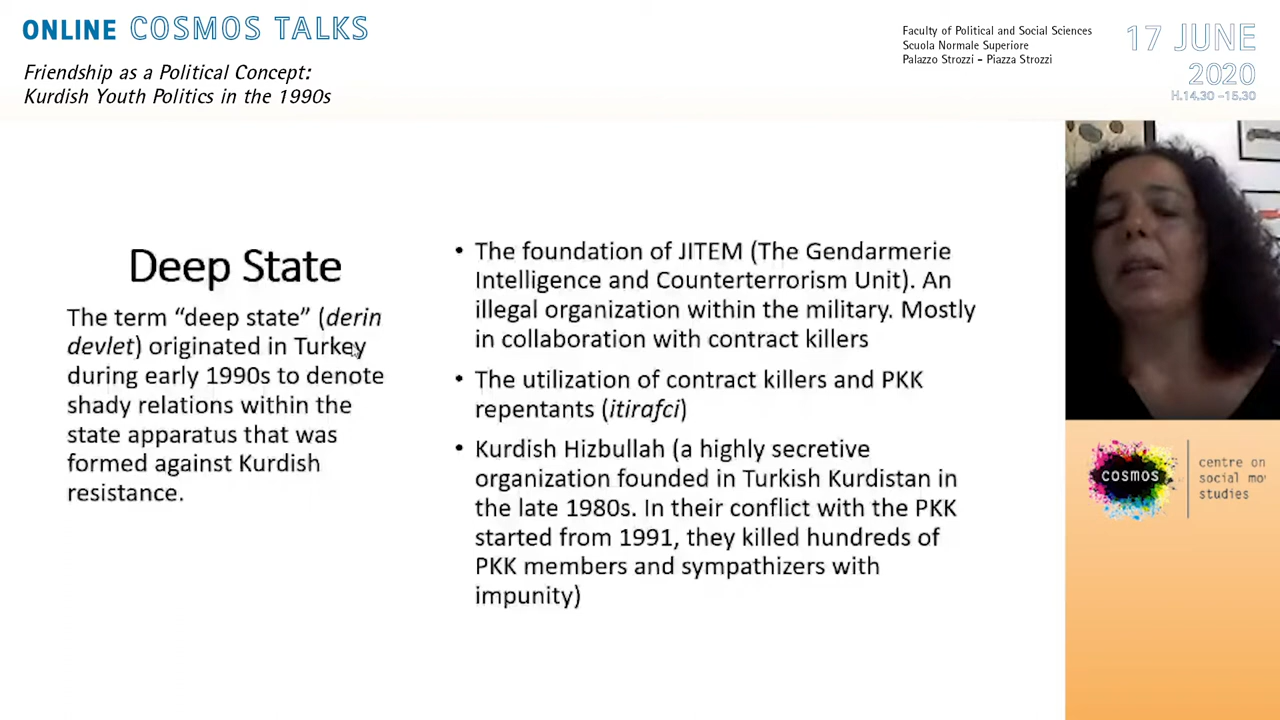 ONLINE COSMOS TALKS
Friendship as a Political Concept:
Kurdish Youth Politics in the 1990s
Faculty of Political and Social Sciences
Scuola Normale Superiore
Palazzo Strozzi - Piazza Strozzi
17 JUNE
2020
H.14.30 -15.30
Deep State
The term “deep state” (derin
devlet) originated in Turkey
during early 1990s to denote
shady relations within the
state apparatus that was
formed against Kurdish
resistance.
• The foundation of JITEM (The Gendarmerie
Intelligence and Counterterrorism Unit). An
illegal organization within the military. Mostly
in collaboration with contract killers
• The utilization of contract killers and PKK
repentants (itirafci)
• Kurdish Hizbullah (a highly secretive
organization founded in Turkish Kurdistan in
the late 1980s. In their conflict with the PKK
started from 1991, they killed hundreds of
PKK members and sympathizers with
impunity)
cosmos
centre on
social mo
studies